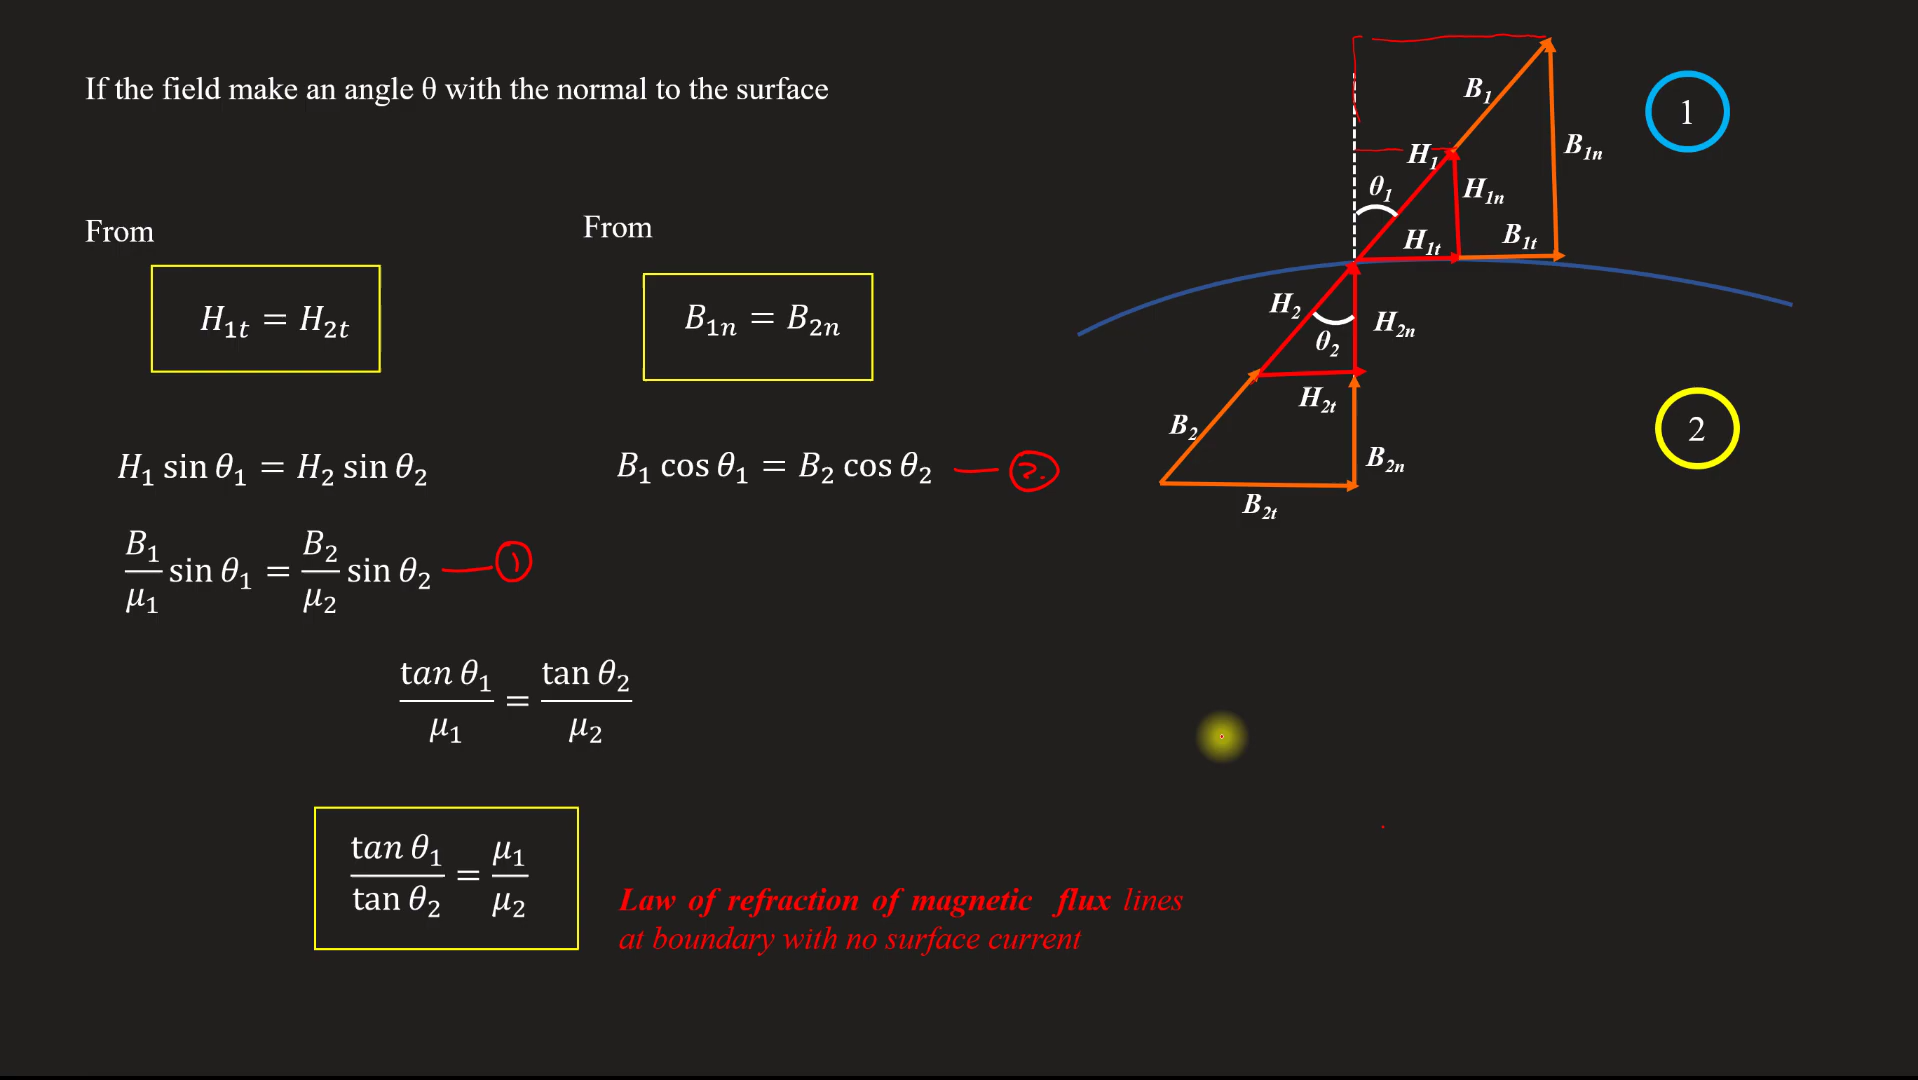 If the field make an angle θ with the normal to the surface
From
H₁ₜ = H₂ₜ
H₁ sin θ₁ = H₂ sin θ₂
B₁/μ₁ sin θ₁ = B₂/μ₂ sin θ₂ — ①
From
B₁ₙ = B₂ₙ
B₁ cos θ₁ = B₂ cos θ₂ — ②
tan θ₁/μ₁ = tan θ₂/μ₂
tan θ₁/tan θ₂ = μ₁/μ₂
Law of refraction of magnetic flux lines
at boundary with no surface current
B₁
1
H₁
B₁ₙ
θ₁
H₁ₙ
H₁ₜ
B₁ₜ
H₂
H₂ₙ
θ₂
H₂ₜ
2
B₂
B₂ₙ
B₂ₜ